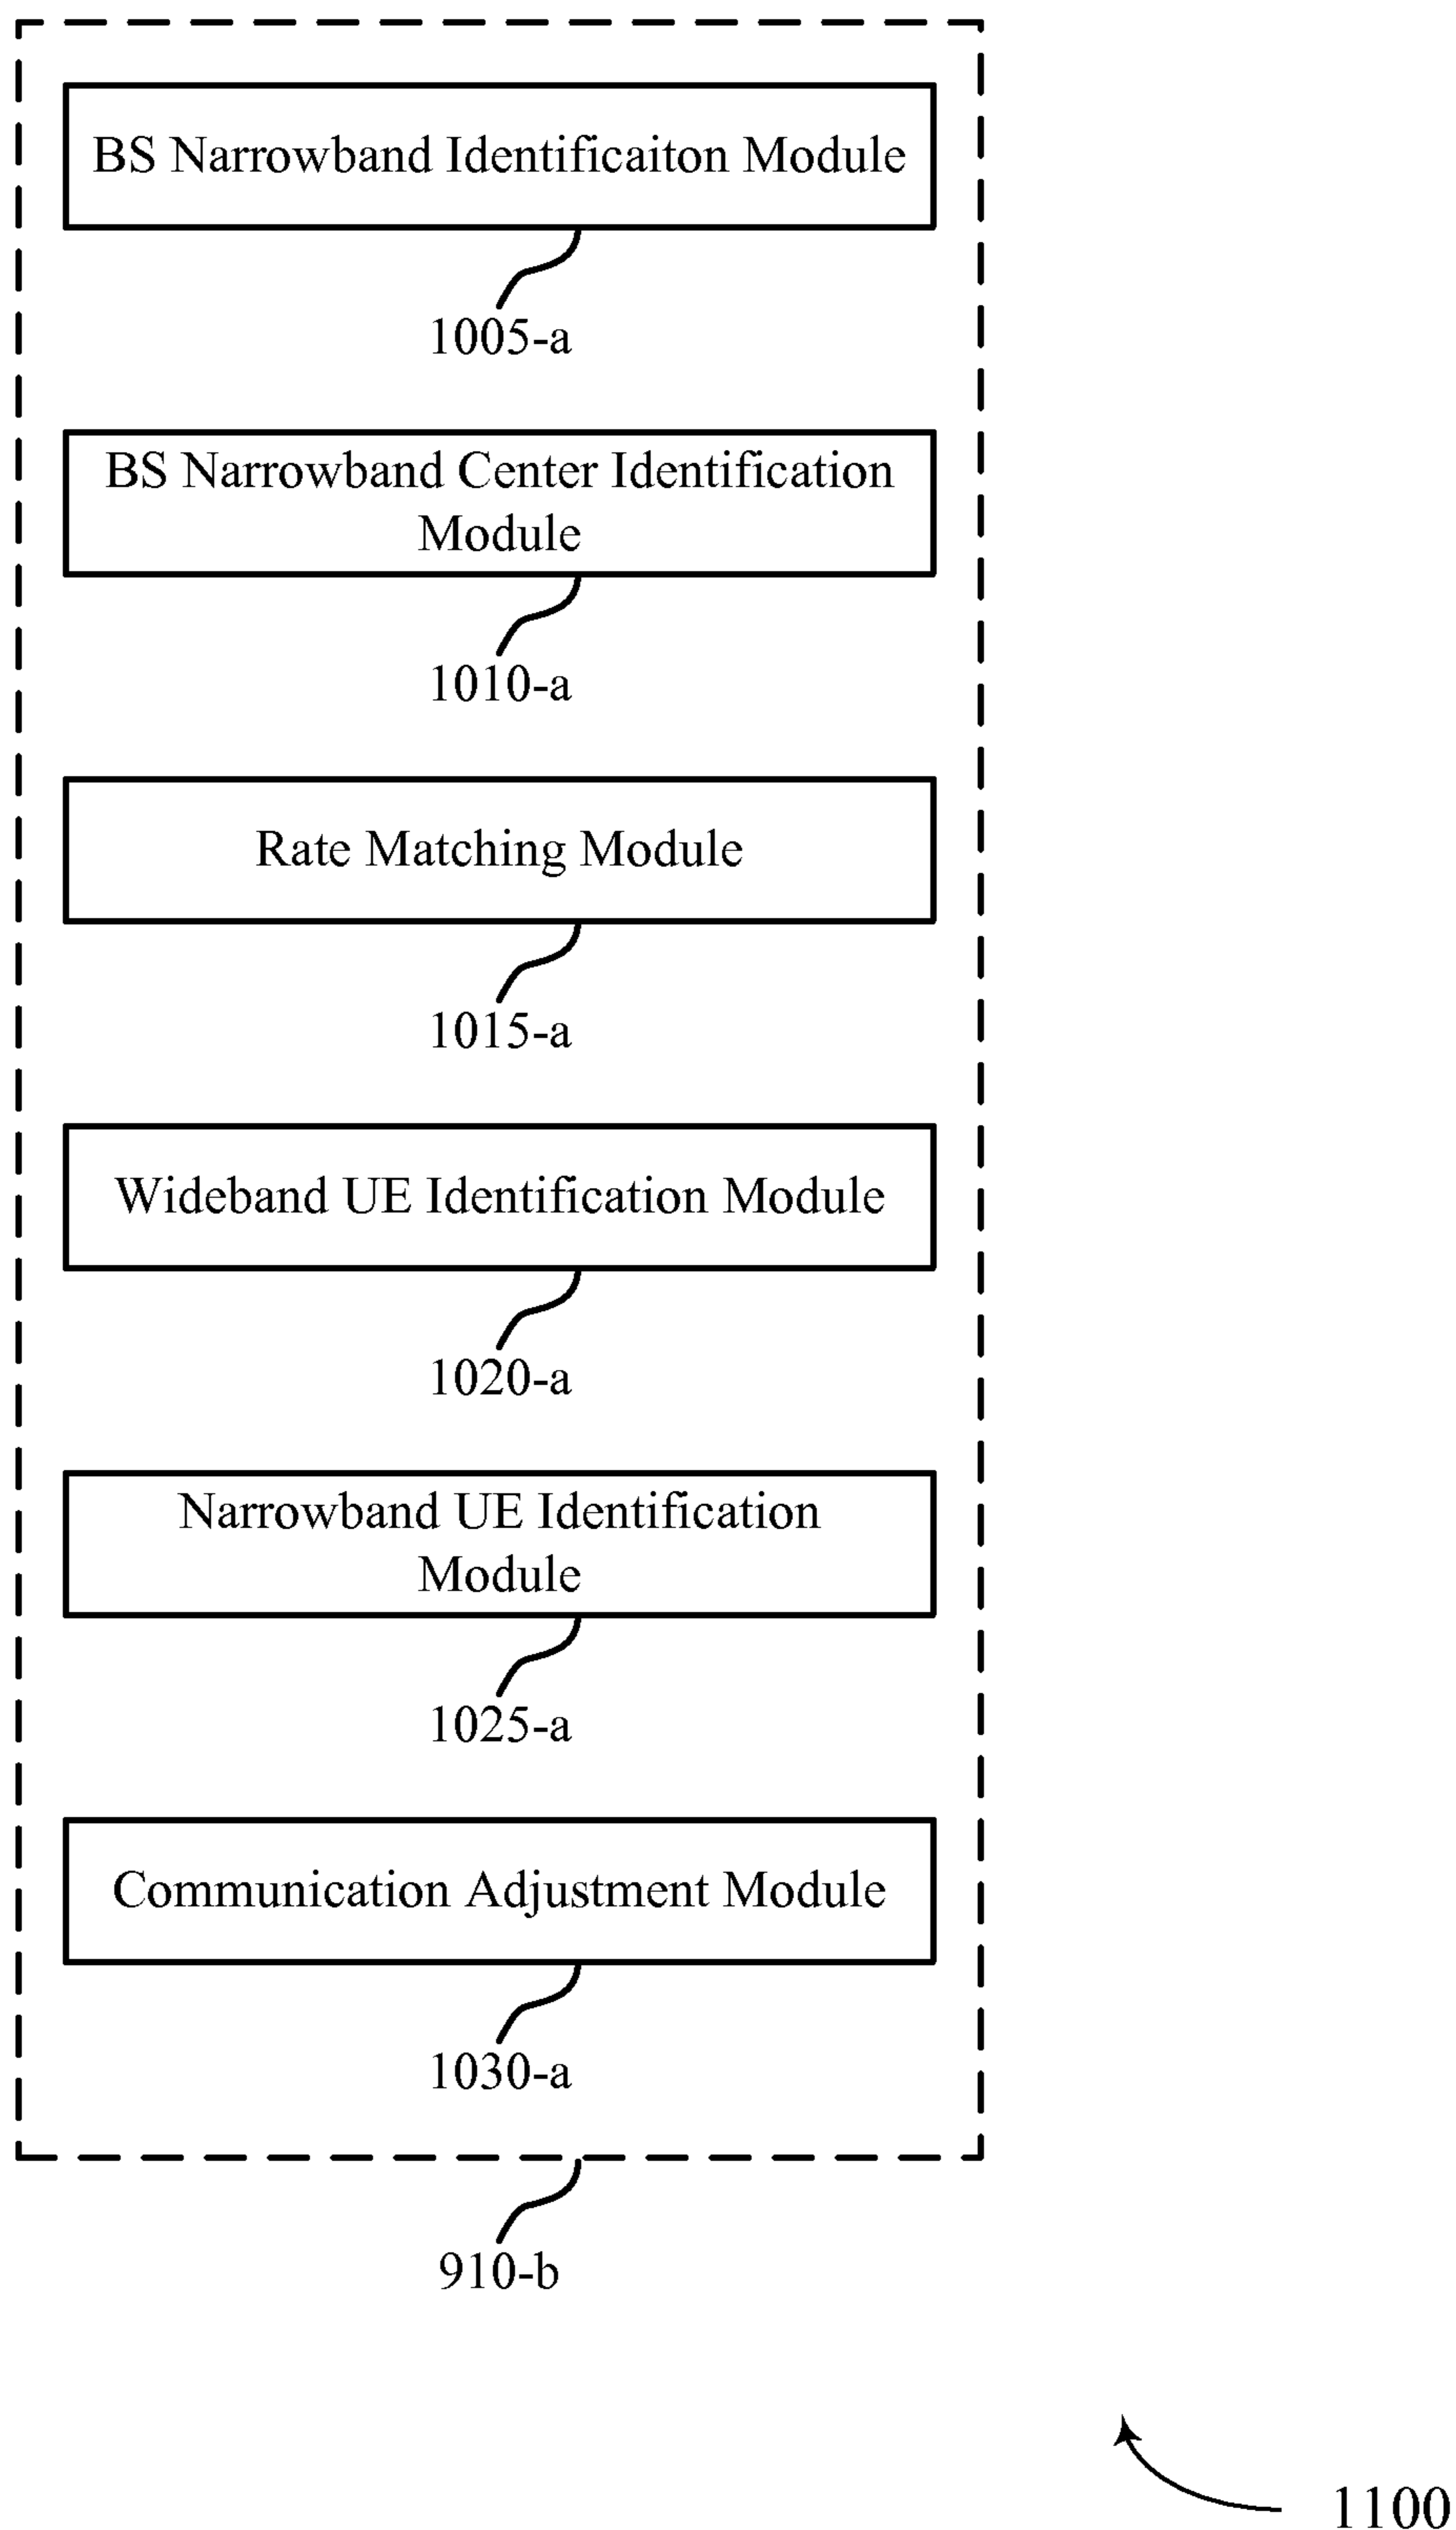 BS Narrowband Identificaiton Module
1005-a
BS Narrowband Center Identification
Module
1010-a
Rate Matching Module
1015-a
Wideband UE Identification Module
1020-a
Narrowband UE Identification
Module
1025-a
Communication Adjustment Module
1030-a
910-b
1100